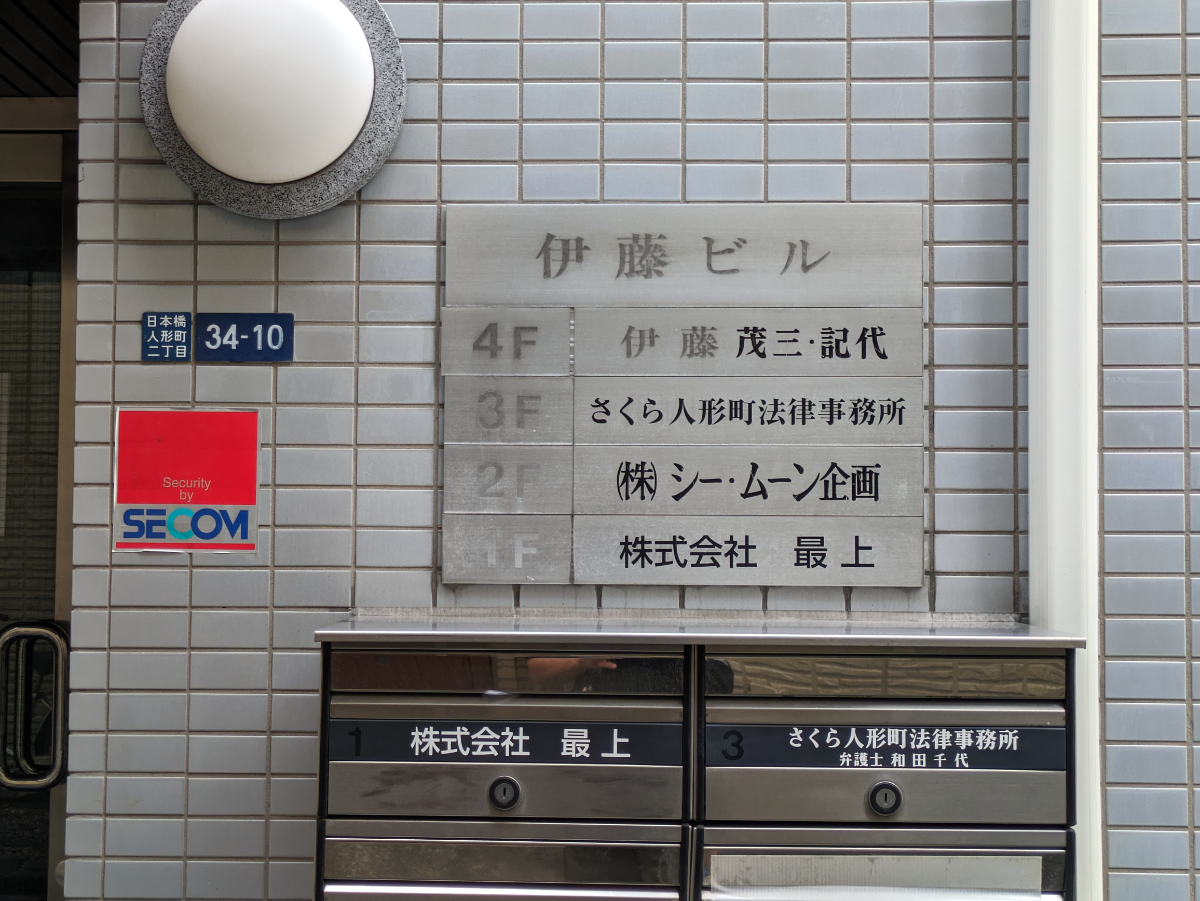 伊藤ビル
日本橋
人形町
二丁目
34-10
4F 伊藤 茂三·記代
3F さくら人形町法律事務所
2F ㈱ シー・ムーン企画
1F 株式会社 最上
Security
by
SECOM
1 株式会社 最上
3 さくら人形町法律事務所
弁護士 和田千代